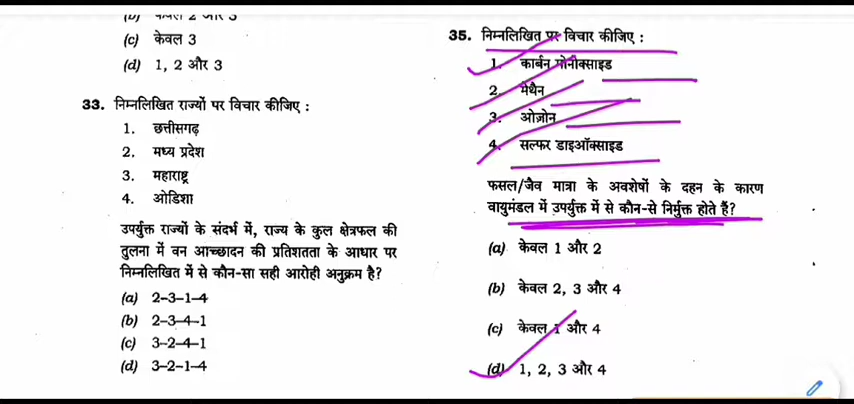 (b) केवल 2 और 3
(c) केवल 3
(d) 1, 2 और 3
33. निम्नलिखित राज्यों पर विचार कीजिए :
1. छत्तीसगढ़
2. मध्य प्रदेश
3. महाराष्ट्र
4. ओडिशा
उपर्युक्त राज्यों के संदर्भ में, राज्य के कुल क्षेत्रफल की
तुलना में वन आच्छादन की प्रतिशतता के आधार पर
निम्नलिखित में से कौन-सा सही आरोही अनुक्रम है?
(a) 2–3–1–4
(b) 2–3–4–1
(c) 3–2–4–1
(d) 3–2–1–4
35. निम्नलिखित पर विचार कीजिए :
1. कार्बन मोनोक्साइड
2. मेथैन
3. ओज़ोन
4. सल्फर डाइऑक्साइड
फसल/जैव मात्रा के अवशेषों के दहन के कारण
वायुमंडल में उपर्युक्त में से कौन-से निर्मुक्त होते हैं?
(a) केवल 1 और 2
(b) केवल 2, 3 और 4
(c) केवल 1 और 4
(d) 1, 2, 3 और 4